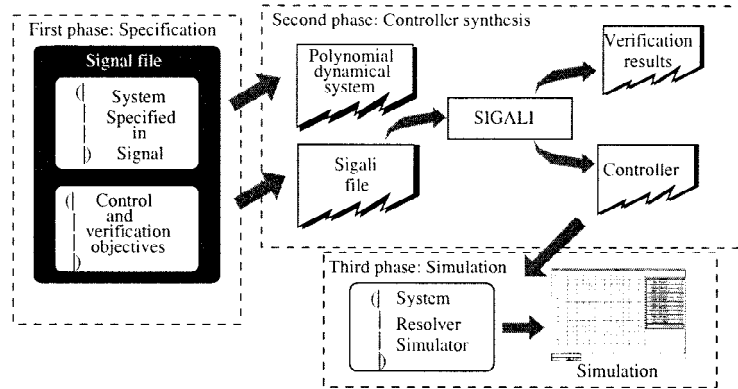 First phase: Specification
Signal file
(| System
| Specified
| in
|) Signal
(| Control
| and
| verification
| objectives
|)
Second phase: Controller synthesis
Polynomial
dynamical
system
Sigali
file
SIGALI
Verification
results
Controller
Third phase: Simulation
(| System
| Resolver
| Simulator
|)
Simulation